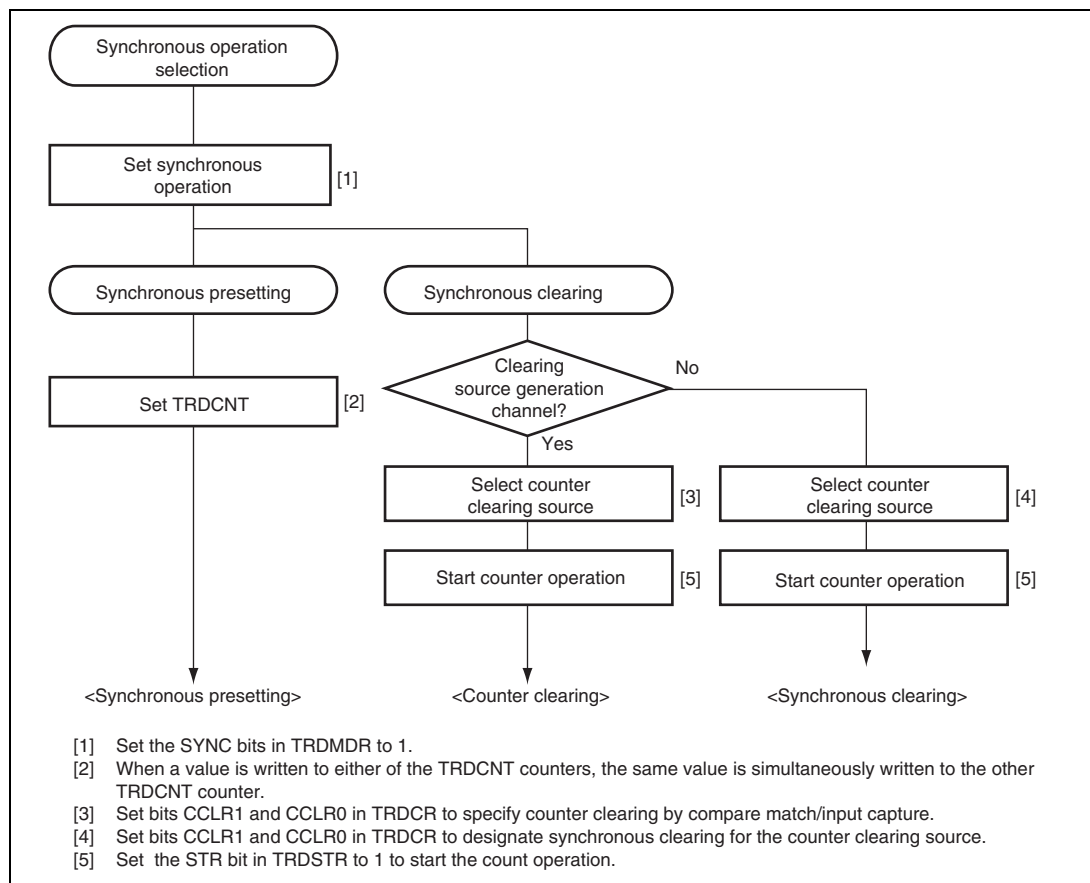 Synchronous operation
selection
Set synchronous
operation
[1]
Synchronous presetting
Synchronous clearing
Clearing
source generation
channel?
No
Yes
Set TRDCNT
[2]
Select counter
clearing source
[3]
Select counter
clearing source
[4]
Start counter operation
[5]
Start counter operation
[5]
<Synchronous presetting>
<Counter clearing>
<Synchronous clearing>
[1] Set the SYNC bits in TRDMDR to 1.
[2] When a value is written to either of the TRDCNT counters, the same value is simultaneously written to the other
TRDCNT counter.
[3] Set bits CCLR1 and CCLR0 in TRDCR to specify counter clearing by compare match/input capture.
[4] Set bits CCLR1 and CCLR0 in TRDCR to designate synchronous clearing for the counter clearing source.
[5] Set the STR bit in TRDSTR to 1 to start the count operation.